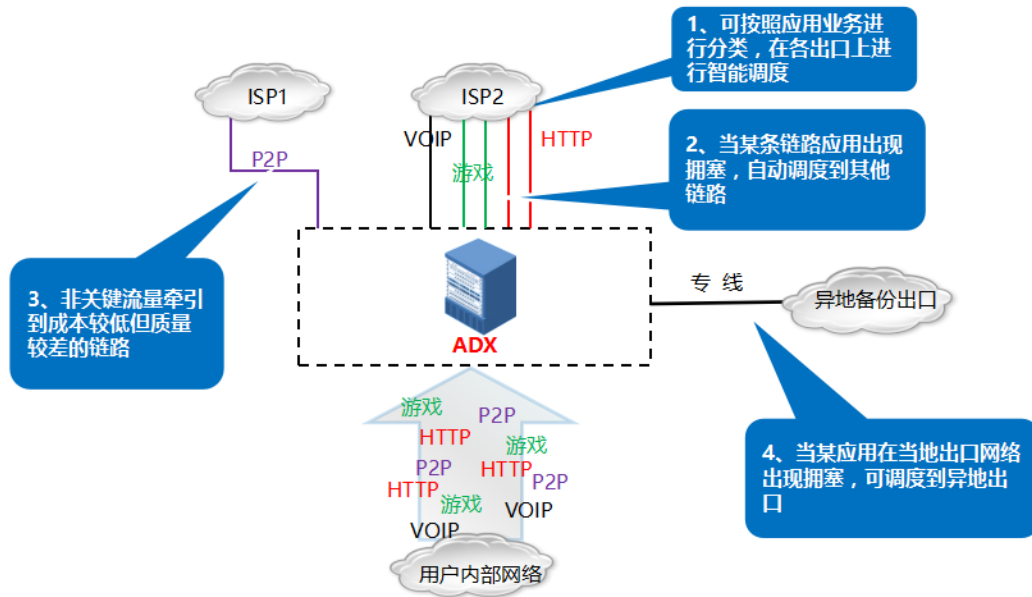 1、可按照应用业务进
行分类，在各出口上进
行智能调度
ISP1
ISP2
VOIP
HTTP
游戏
P2P
2、当某条链路应用出现
拥塞，自动调度到其他
链路
3、非关键流量牵引
到成本较低但质量
较差的链路
ADX
专 线
异地备份出口
游戏
P2P
HTTP
游戏
P2P
HTTP
P2P
HTTP
游戏
VOIP
VOIP
4、当某应用在当地出口网络
出现拥塞，可调度到异地出
口
用户内部网络